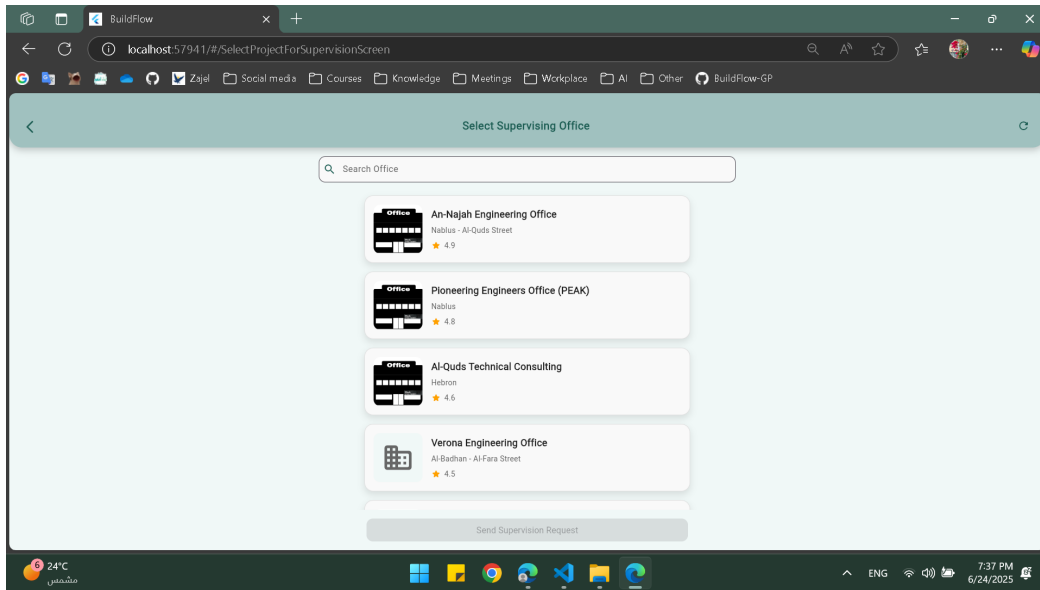 BuildFlow
localhost:57941/#/SelectProjectForSupervisionScreen
Zajel Social media Courses Knowledge Meetings Workplace AI Other BuildFlow-GP
Select Supervising Office
Search Office
Office
An-Najah Engineering Office
Nablus - Al-Quds Street
4.9
Office
Pioneering Engineers Office (PEAK)
Nablus
4.8
Office
Al-Quds Technical Consulting
Hebron
4.6
Verona Engineering Office
Al-Badhan - Al-Fara Street
4.5
Send Supervision Request
6
24°C
مشمس
ENG
7:37 PM
6/24/2025